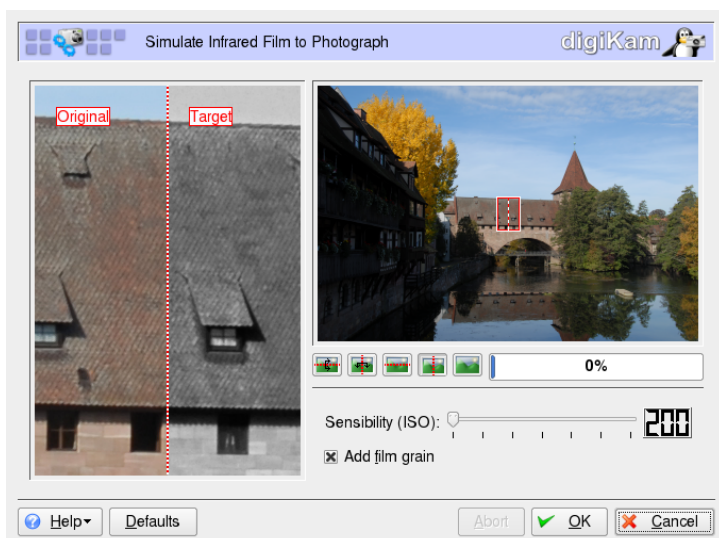 Simulate Infrared Film to Photograph
digiKam
Original
Target
0%
Sensibility (ISO):
200
Add film grain
Help
Defaults
Abort
OK
Cancel